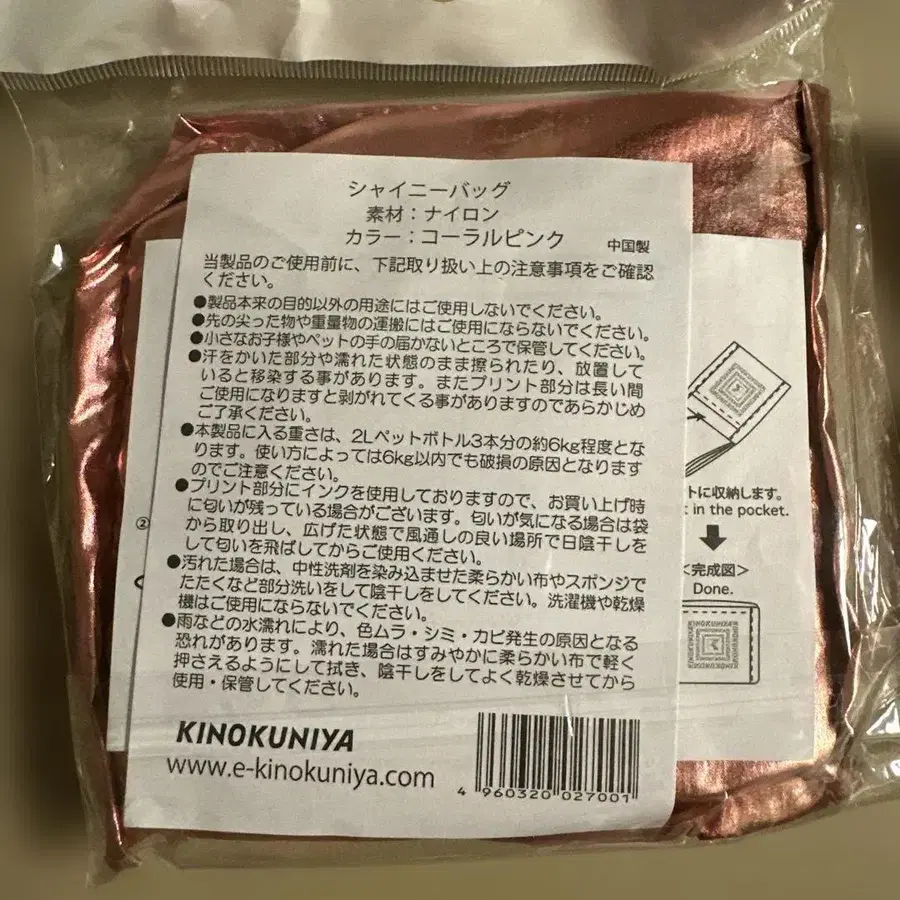 シャイニーバッグ
素材：ナイロン
カラー：コーラルピンク
中国製
当製品のご使用前に、下記取り扱い上の注意事項をご確認
ください。
●製品本来の目的以外の用途にはご使用しないでください。
●先の尖った物や重量物の運搬にはご使用にならないでください。
●小さなお子様やペットの手の届かないところで保管してください。
●汗をかいた部分や濡れた状態のまま擦られたり、放置して
いると移染する事があります。またプリント部分は長い間
ご使用になりますと剥がれてくる事がありますのであらかじめ
ご了承ください。
●本製品に入る重さは、2Lペットボトル3本分の約6kg程度とな
ります。使い方によっては6kg以内でも破損の原因となります
のでご注意ください。
●プリント部分にインクを使用しておりますので、お買い上げ時
に匂いが残っている場合がございます。匂いが気になる場合は袋
から取り出し、広げた状態で風通しの良い場所で日陰干しを
して匂いを飛ばしてからご使用ください。
●汚れた場合は、中性洗剤を染み込ませた柔らかい布やスポンジで
たたくなど部分洗いをして陰干しをしてください。洗濯機や乾燥
機はご使用にならないでください。
●雨などの水濡れにより、色ムラ・シミ・カビ発生の原因となる
恐れがあります。濡れた場合はすみやかに柔らかい布で軽く
押さえるようにして拭き、陰干しをしてよく乾燥させてから
使用・保管してください。
KINOKUNIYA
www.e-kinokuniya.com
4 960320 027001
②
トに収納します。
in the pocket.
<完成図>
Done.
KINOKUNIYA